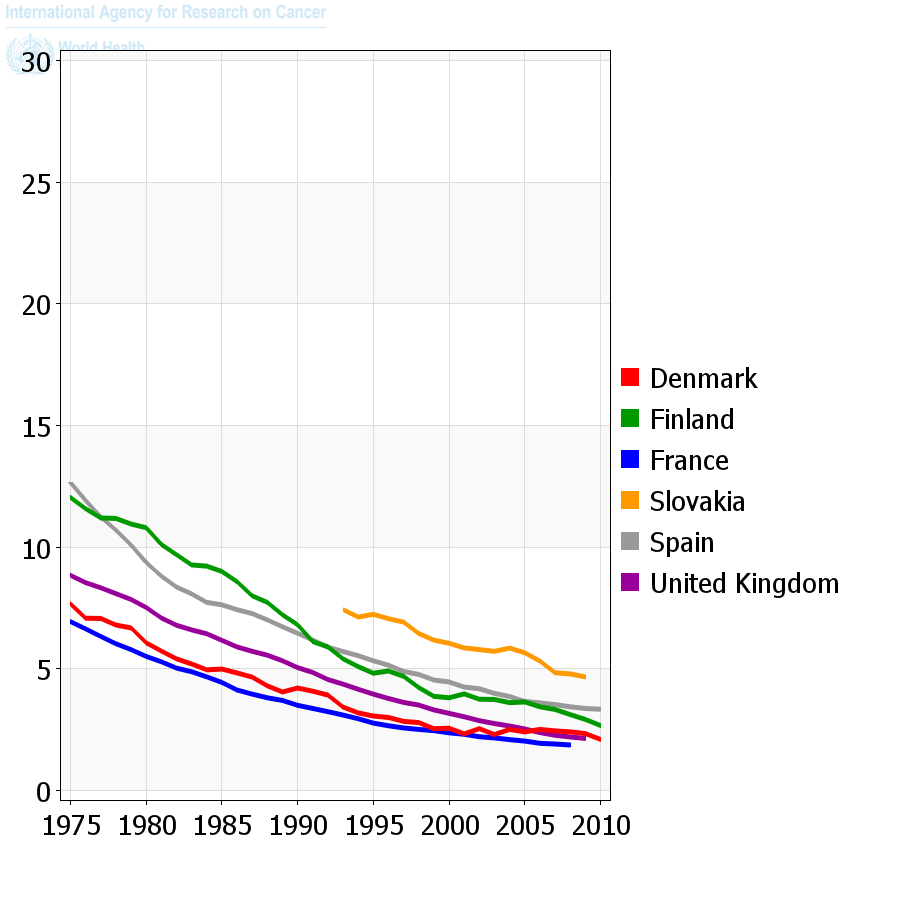 International Agency for Research on Cancer
World Health
30
25
20
15
10
5
0
1975 1980 1985 1990 1995 2000 2005 2010
Denmark
Finland
France
Slovakia
Spain
United Kingdom